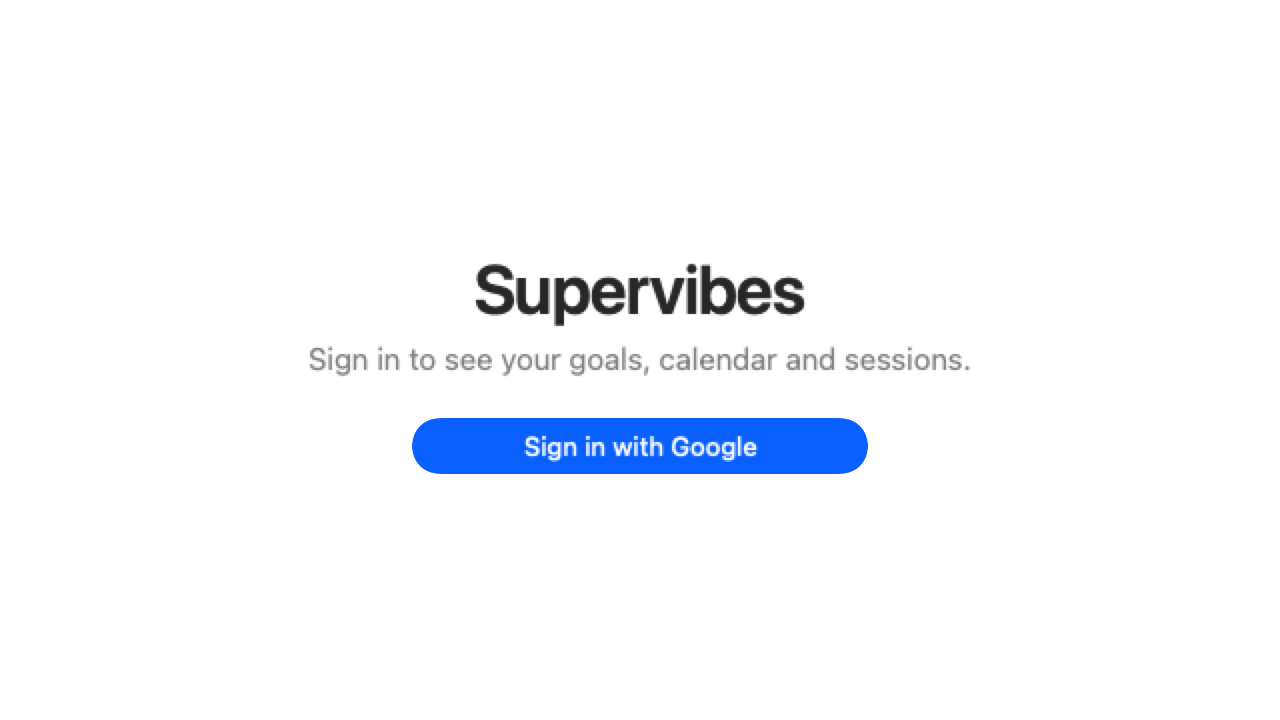 Supervibes
Sign in to see your goals, calendar and sessions.
Sign in with Google